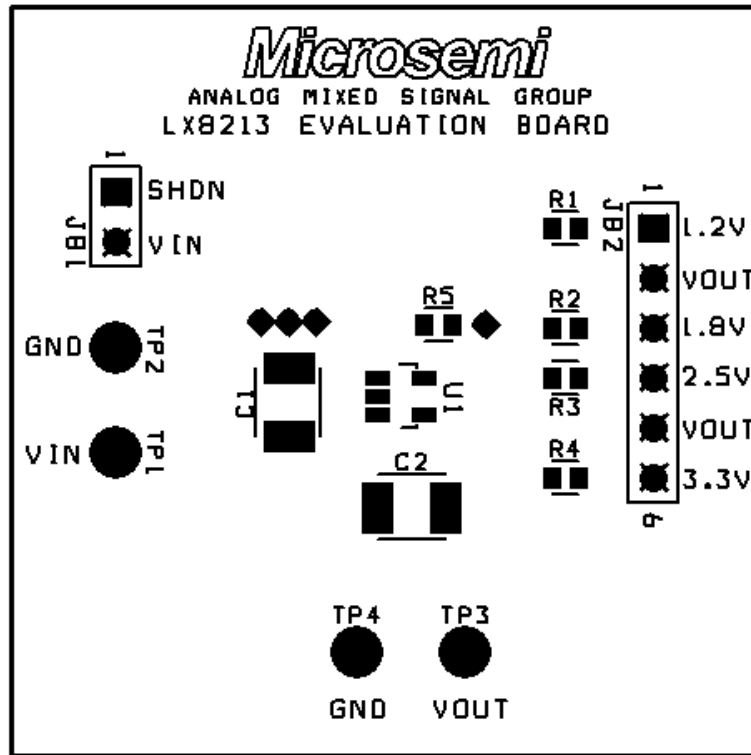 Microsemi
ANALOG MIXED SIGNAL GROUP
LX8213 EVALUATION BOARD
1
SHDN
VIN
JB1
GND
TP2
VIN
TP1
C1
R5
U1
C2
R1
R2
R3
R4
JB2
1
1.2V
VOUT
1.8V
2.5V
VOUT
3.3V
6
TP4
TP3
GND
VOUT